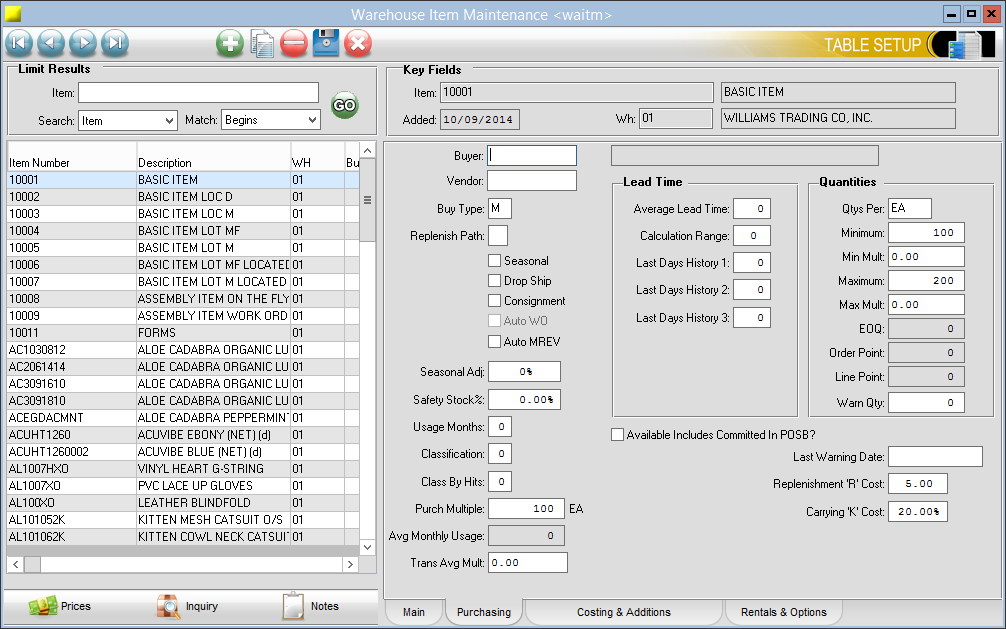 Warehouse Item Maintenance <waitm>
TABLE SETUP
Limit Results
Item:
GO
Search: Item Match: Begins
Key Fields
Item: 10001 BASIC ITEM
Added: 10/09/2014 Wh: 01 WILLIAMS TRADING CO, INC.
Item Number Description WH Bu
10001 BASIC ITEM 01
10002 BASIC ITEM LOC D 01
10003 BASIC ITEM LOC M 01
10004 BASIC ITEM LOT MF 01
10005 BASIC ITEM LOT M 01
10006 BASIC ITEM LOT MF LOCATED 01
10007 BASIC ITEM LOT M LOCATED 01
10008 ASSEMBLY ITEM ON THE FLY 01
10009 ASSEMBLY ITEM WORK ORD 01
10011 FORMS 01
AC1030812 ALOE CADABRA ORGANIC LU 01
AC2061414 ALOE CADABRA ORGANIC LU 01
AC3091610 ALOE CADABRA ORGANIC LU 01
AC3091810 ALOE CADABRA ORGANIC LU 01
ACEGDACMNT ALOE CADABRA PEPPERMINT 01
ACUHT1260 ACUVIBE EBONY (NET) (d) 01
ACUHT1260002 ACUVIBE BLUE (NET) (d) 01
AL1007HXO VINYL HEART G-STRING 01
AL1007XO PVC LACE UP GLOVES 01
AL100XO LEATHER BLINDFOLD 01
AL101052K KITTEN MESH CATSUIT O/S 01
AL101062K KITTEN COWL NECK CATSUI 01
Prices Inquiry Notes
Buyer:
Vendor:
Buy Type: M
Replenish Path:
Seasonal
Drop Ship
Consignment
Auto WO
Auto MREV
Seasonal Adj: 0%
Safety Stock%: 0.00%
Usage Months: 0
Classification: 0
Class By Hits: 0
Purch Multiple: 100 EA
Avg Monthly Usage: 0
Trans Avg Mult: 0.00
Lead Time
Average Lead Time: 0
Calculation Range: 0
Last Days History 1: 0
Last Days History 2: 0
Last Days History 3: 0
Quantities
Qtys Per: EA
Minimum: 100
Min Mult: 0.00
Maximum: 200
Max Mult: 0.00
EOQ: 0
Order Point: 0
Line Point: 0
Warn Qty: 0
Available Includes Committed In POSB?
Last Warning Date:
Replenishment 'R' Cost: 5.00
Carrying 'K' Cost: 20.00%
Main Purchasing Costing & Additions Rentals & Options